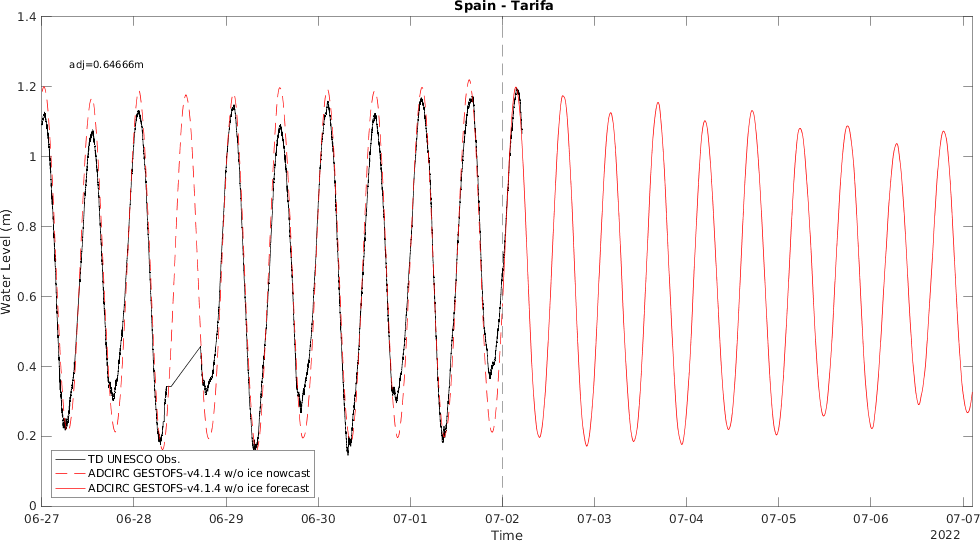 Spain - Tarifa
adj=0.64666m
1.4
1.2
1
0.8
0.6
0.4
0.2
0
Water Level (m)
TD UNESCO Obs.
ADCIRC GESTOFS-v4.1.4 w/o ice nowcast
ADCIRC GESTOFS-v4.1.4 w/o ice forecast
06-27 06-28 06-29 06-30 07-01 07-02 07-03 07-04 07-05 07-06 07-07
Time
2022